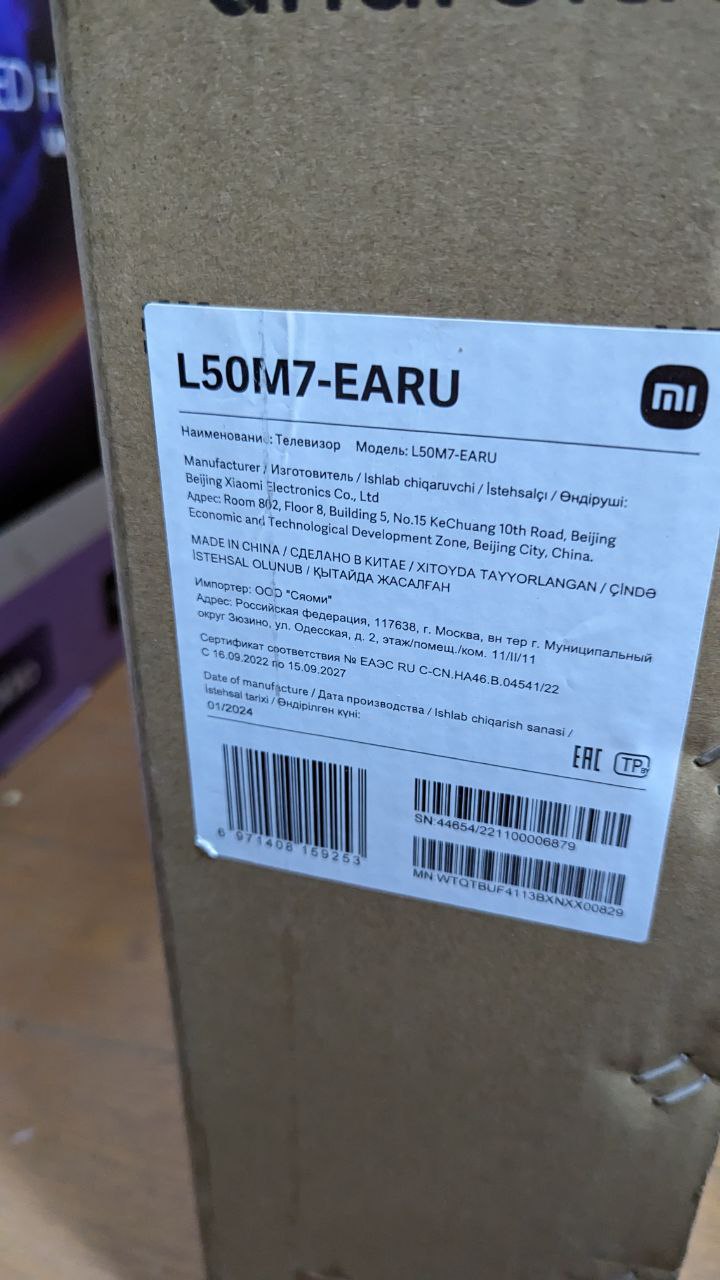 ED H
L50M7-EARU
mi
Наименование: Телевизор Модель: L50M7-EARU
Manufacturer / Изготовитель / Ishlab chiqaruvchi / İstehsalçı / Өндіруші:
Beijing Xiaomi Electronics Co., Ltd
Адрес: Room 802, Floor 8, Building 5, No.15 KeChuang 10th Road, Beijing
Economic and Technological Development Zone, Beijing City, China.
MADE IN CHINA / СДЕЛАНО В КИТАЕ / XITOYDA TAYYORLANGAN / ÇİNDƏ
İSTEHSAL OLUNUB / ҚЫТАЙДА ЖАСАЛҒАН
Импортер: ООО "Сяоми"
Адрес: Российская федерация, 117638, г. Москва, вн тер г. Муниципальный
округ Зюзино, ул. Одесская, д. 2, этаж/помещ./ком. 11/II/11
Сертификат соответствия № ЕАЭС RU C-CN.НА46.В.04541/22
С 16.09.2022 по 15.09.2027
Date of manufacture / Дата производства / Ishlab chiqarish sanasi /
İstehsal tarixi / Өндірілген күні:
01/2024
EAC TP BY
6 971408 159253
SN:44654/221100006879
MN:WTQTBUF4113BXNXX00829